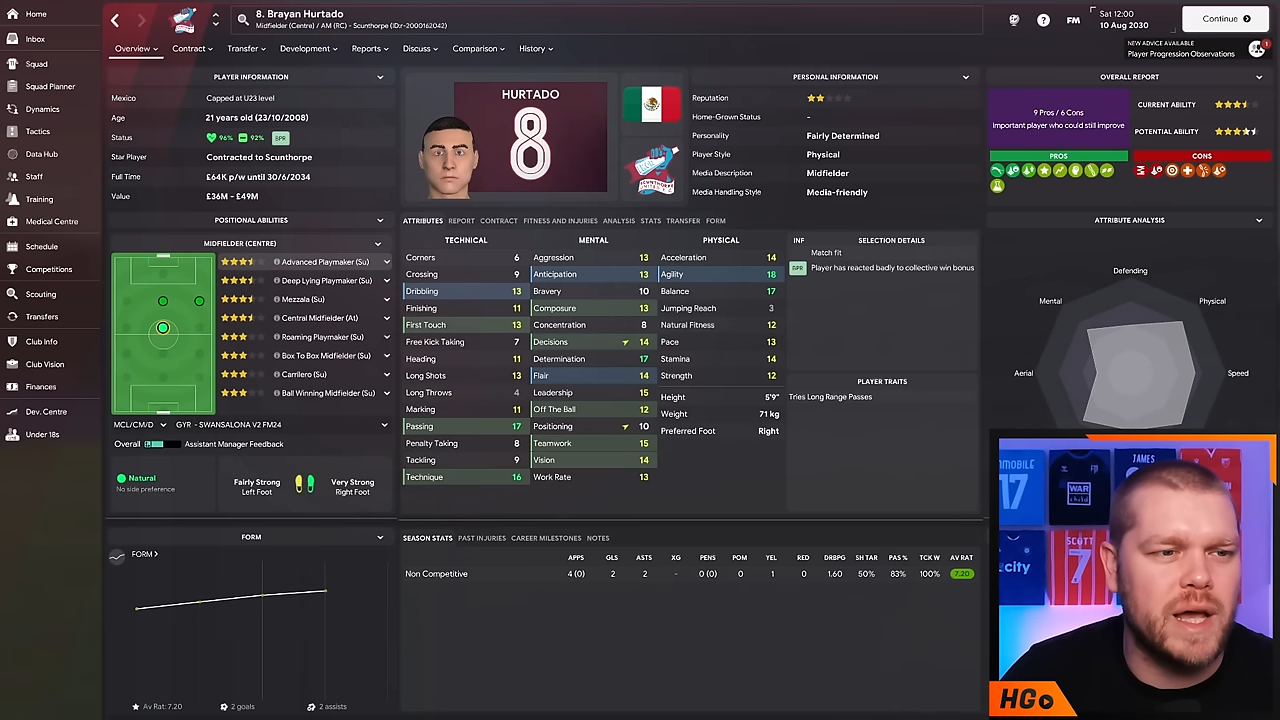 Home
Inbox
Squad
Squad Planner
Dynamics
Tactics
Data Hub
Staff
Training
Medical Centre
Schedule
Competitions
Scouting
Transfers
Club Info
Club Vision
Finances
Dev. Centre
Under 18s
8. Brayan Hurtado
Midfielder (Centre) / AM (RC) - Scunthorpe (ID:r-2000162042)
FM
Sat 12:00
10 Aug 2030
Continue
Overview
Contract
Transfer
Development
Reports
Discuss
Comparison
History
NEW ADVICE AVAILABLE
Player Progression Observations
1
PLAYER INFORMATION
Mexico Capped at U23 level
Age 21 years old (23/10/2008)
Status 96% 92% BPR
Star Player Contracted to Scunthorpe
Full Time £64K p/w until 30/6/2034
Value £36M - £49M
HURTADO
8
PERSONAL INFORMATION
Reputation
Home-Grown Status -
Personality Fairly Determined
Player Style Physical
Media Description Midfielder
Media Handling Style Media-friendly
OVERALL REPORT
9 Pros / 6 Cons
Important player who could still improve
CURRENT ABILITY
POTENTIAL ABILITY
PROS
CONS
POSITIONAL ABILITIES
MIDFIELDER (CENTRE)
Advanced Playmaker (Su)
Deep Lying Playmaker (Su)
Mezzala (Su)
Central Midfielder (At)
Roaming Playmaker (Su)
Box To Box Midfielder (Su)
Carrilero (Su)
Ball Winning Midfielder (Su)
MCL/CM/D
GYR - SWANSALONA V2 FM24
Overall
Assistant Manager Feedback
Natural
No side preference
Fairly Strong
Left Foot
Very Strong
Right Foot
ATTRIBUTES
REPORT
CONTRACT
FITNESS AND INJURIES
ANALYSIS
STATS
TRANSFER
FORM
TECHNICAL
Corners 6
Crossing 9
Dribbling 13
Finishing 11
First Touch 13
Free Kick Taking 7
Heading 11
Long Shots 13
Long Throws 4
Marking 11
Passing 17
Penalty Taking 8
Tackling 9
Technique 16
MENTAL
Aggression 13
Anticipation 13
Bravery 10
Composure 13
Concentration 8
Decisions 14
Determination 17
Flair 14
Leadership 15
Off The Ball 12
Positioning 10
Teamwork 15
Vision 14
Work Rate 13
PHYSICAL
Acceleration 14
Agility 18
Balance 17
Jumping Reach 3
Natural Fitness 12
Pace 13
Stamina 14
Strength 12
Height 5'9"
Weight 71 kg
Preferred Foot Right
INF
SELECTION DETAILS
Match fit
BPR Player has reacted badly to collective win bonus
PLAYER TRAITS
Tries Long Range Passes
ATTRIBUTE ANALYSIS
Defending
Mental
Physical
Aerial
Speed
FORM
FORM
Av Rat: 7.20
2 goals
2 assists
SEASON STATS
PAST INJURIES
CAREER MILESTONES
NOTES
APPS GLS ASTS XG PENS POM YEL RED DRBPG SH TAR PAS % TCK W AV RAT
Non Competitive 4 (0) 2 2 - 0 (0) 0 1 0 1.60 50% 83% 100% 7.20
17
WAR
JAMES
SCOTT
7
city
HG